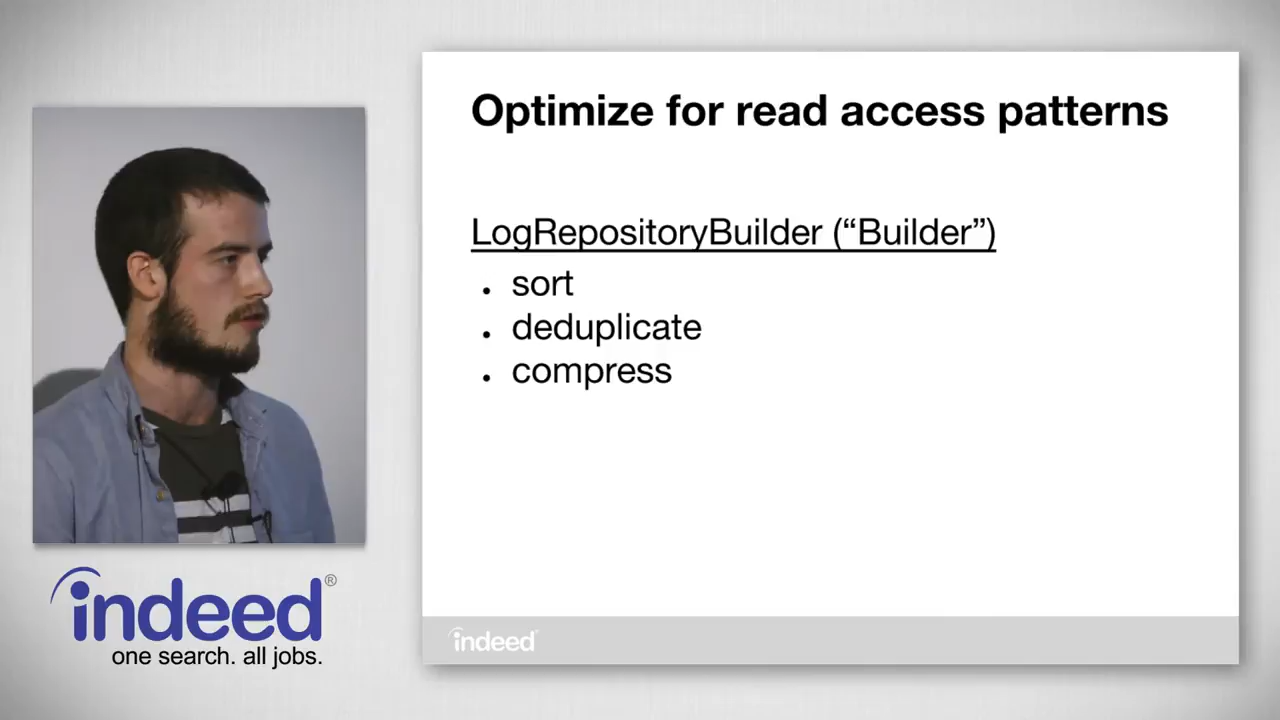 Optimize for read access patterns
LogRepositoryBuilder (“Builder”)
• sort
• deduplicate
• compress
indeed®
one search. all jobs.
indeed®